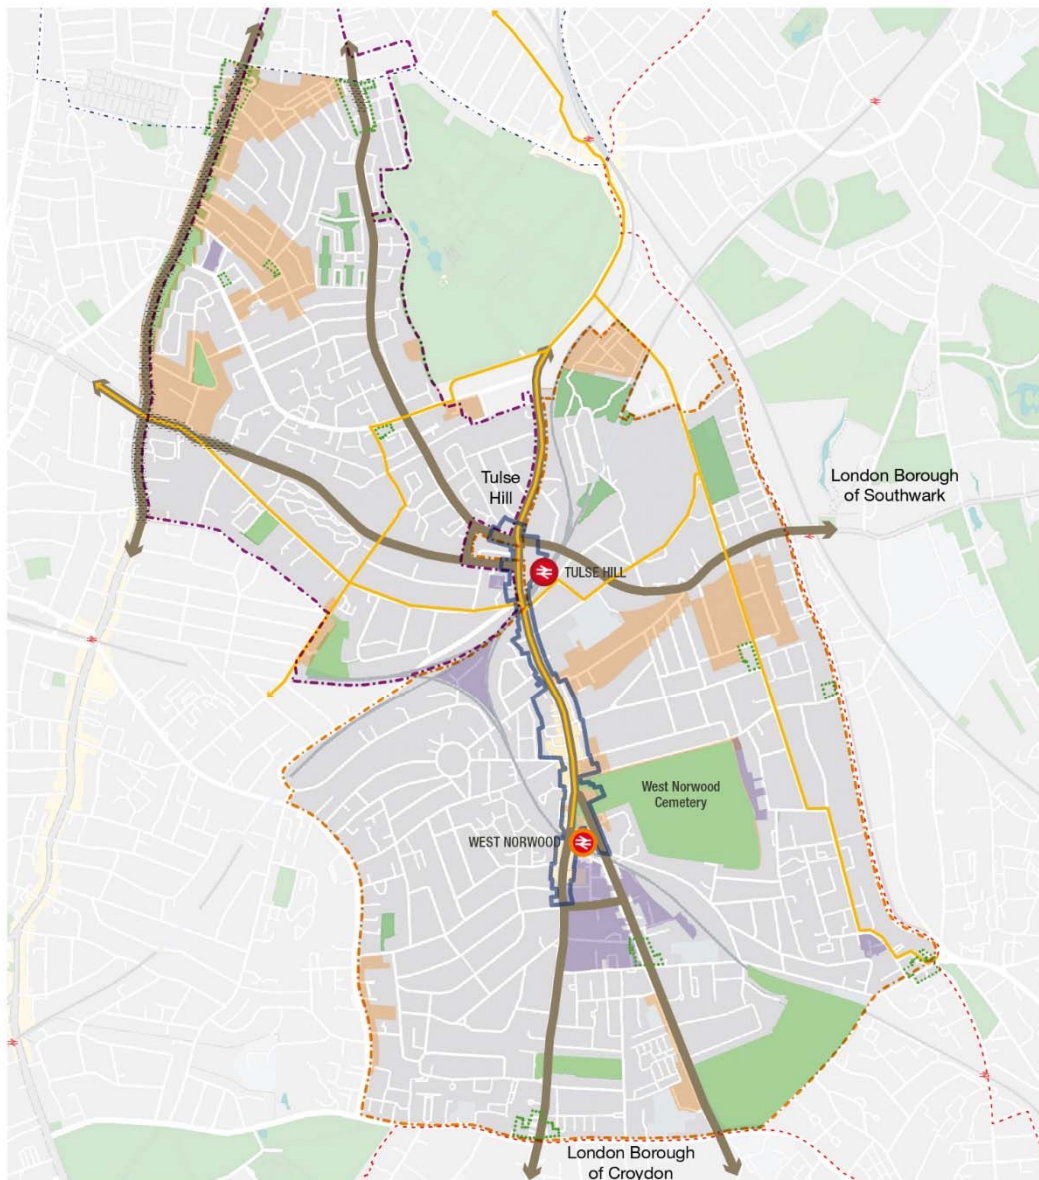 Tulse
Hill
London Borough
of Southwark
TULSE HILL
West Norwood
Cemetery
WEST NORWOOD
London Borough
of Croydon